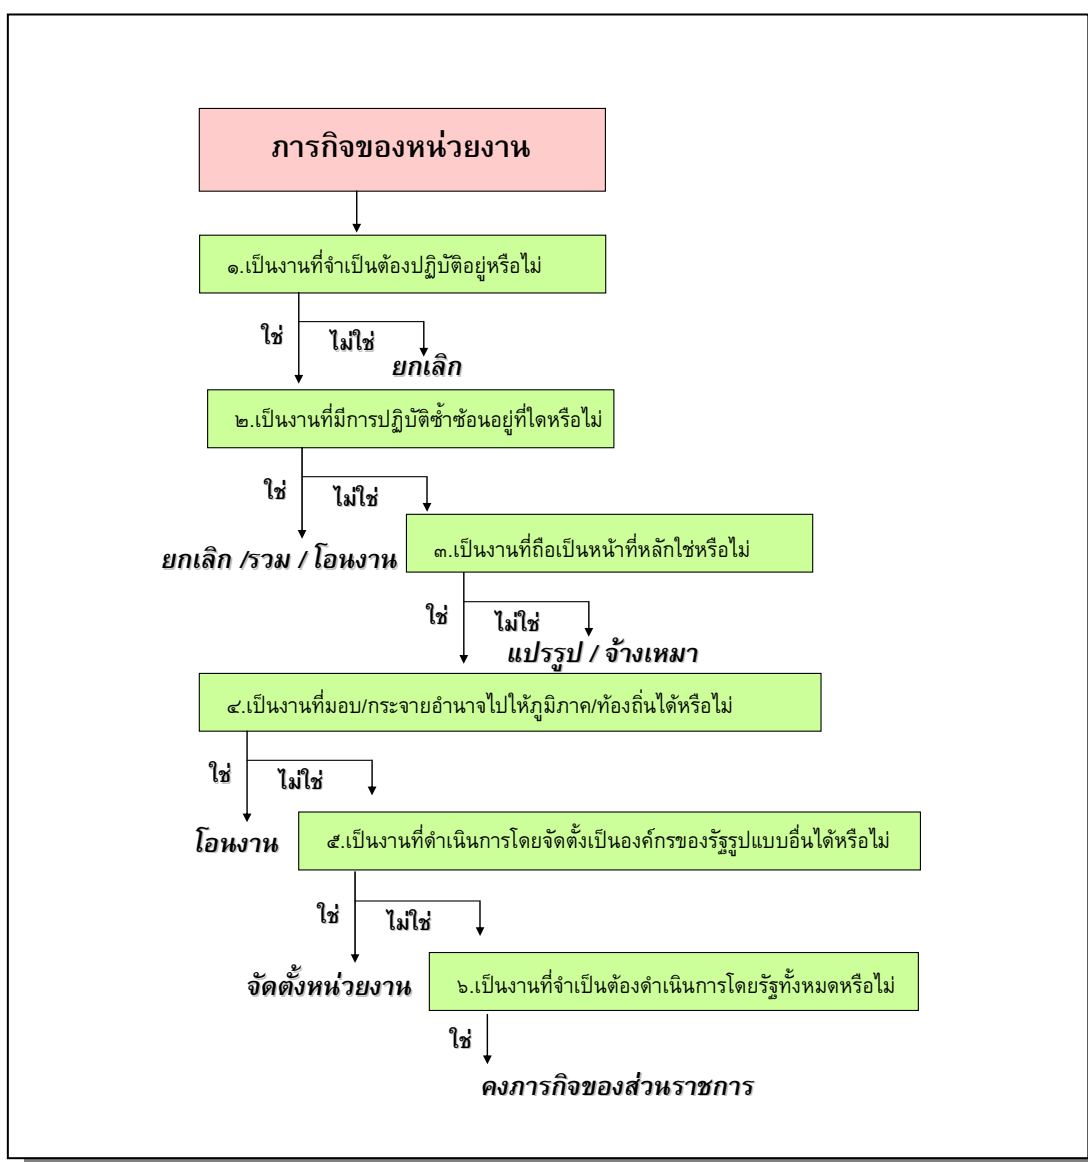 ภารกิจของหน่วยงาน
๑.เป็นงานที่จำเป็นต้องปฏิบัติอยู่หรือไม่
ใช่
ไม่ใช่
ยกเลิก
๒.เป็นงานที่มีการปฏิบัติซ้ำซ้อนอยู่ที่ใดหรือไม่
ใช่
ไม่ใช่
ยกเลิก /รวม / โอนงาน
๓.เป็นงานที่ถือเป็นหน้าที่หลักใช่หรือไม่
ใช่
ไม่ใช่
แปรรูป / จ้างเหมา
๔.เป็นงานที่มอบ/กระจายอำนาจไปให้ภูมิภาค/ท้องถิ่นได้หรือไม่
ใช่
ไม่ใช่
โอนงาน
๕.เป็นงานที่ดำเนินการโดยจัดตั้งเป็นองค์กรของรัฐรูปแบบอื่นได้หรือไม่
ใช่
ไม่ใช่
จัดตั้งหน่วยงาน
๖.เป็นงานที่จำเป็นต้องดำเนินการโดยรัฐทั้งหมดหรือไม่
ใช่
คงภารกิจของส่วนราชการ